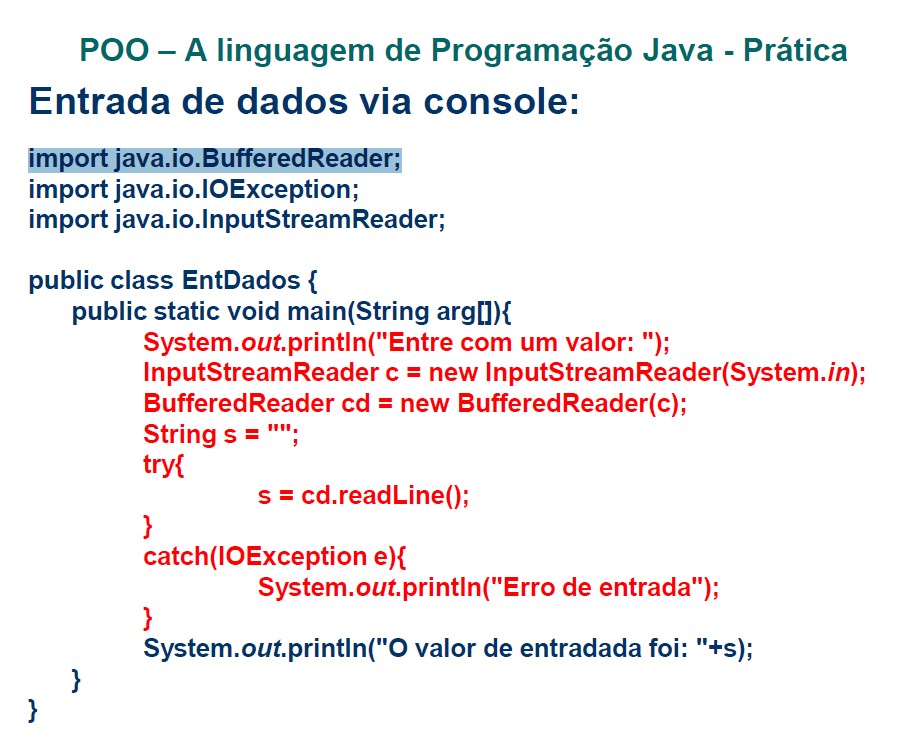 POO – A linguagem de Programação Java - Prática
Entrada de dados via console:
import java.io.BufferedReader;
import java.io.IOException;
import java.io.InputStreamReader;
public class EntDados {
public static void main(String arg[]){
System.out.println("Entre com um valor: ");
InputStreamReader c = new InputStreamReader(System.in);
BufferedReader cd = new BufferedReader(c);
String s = "";
try{
s = cd.readLine();
}
catch(IOException e){
System.out.println("Erro de entrada");
}
System.out.println("O valor de entradada foi: "+s);
}
}